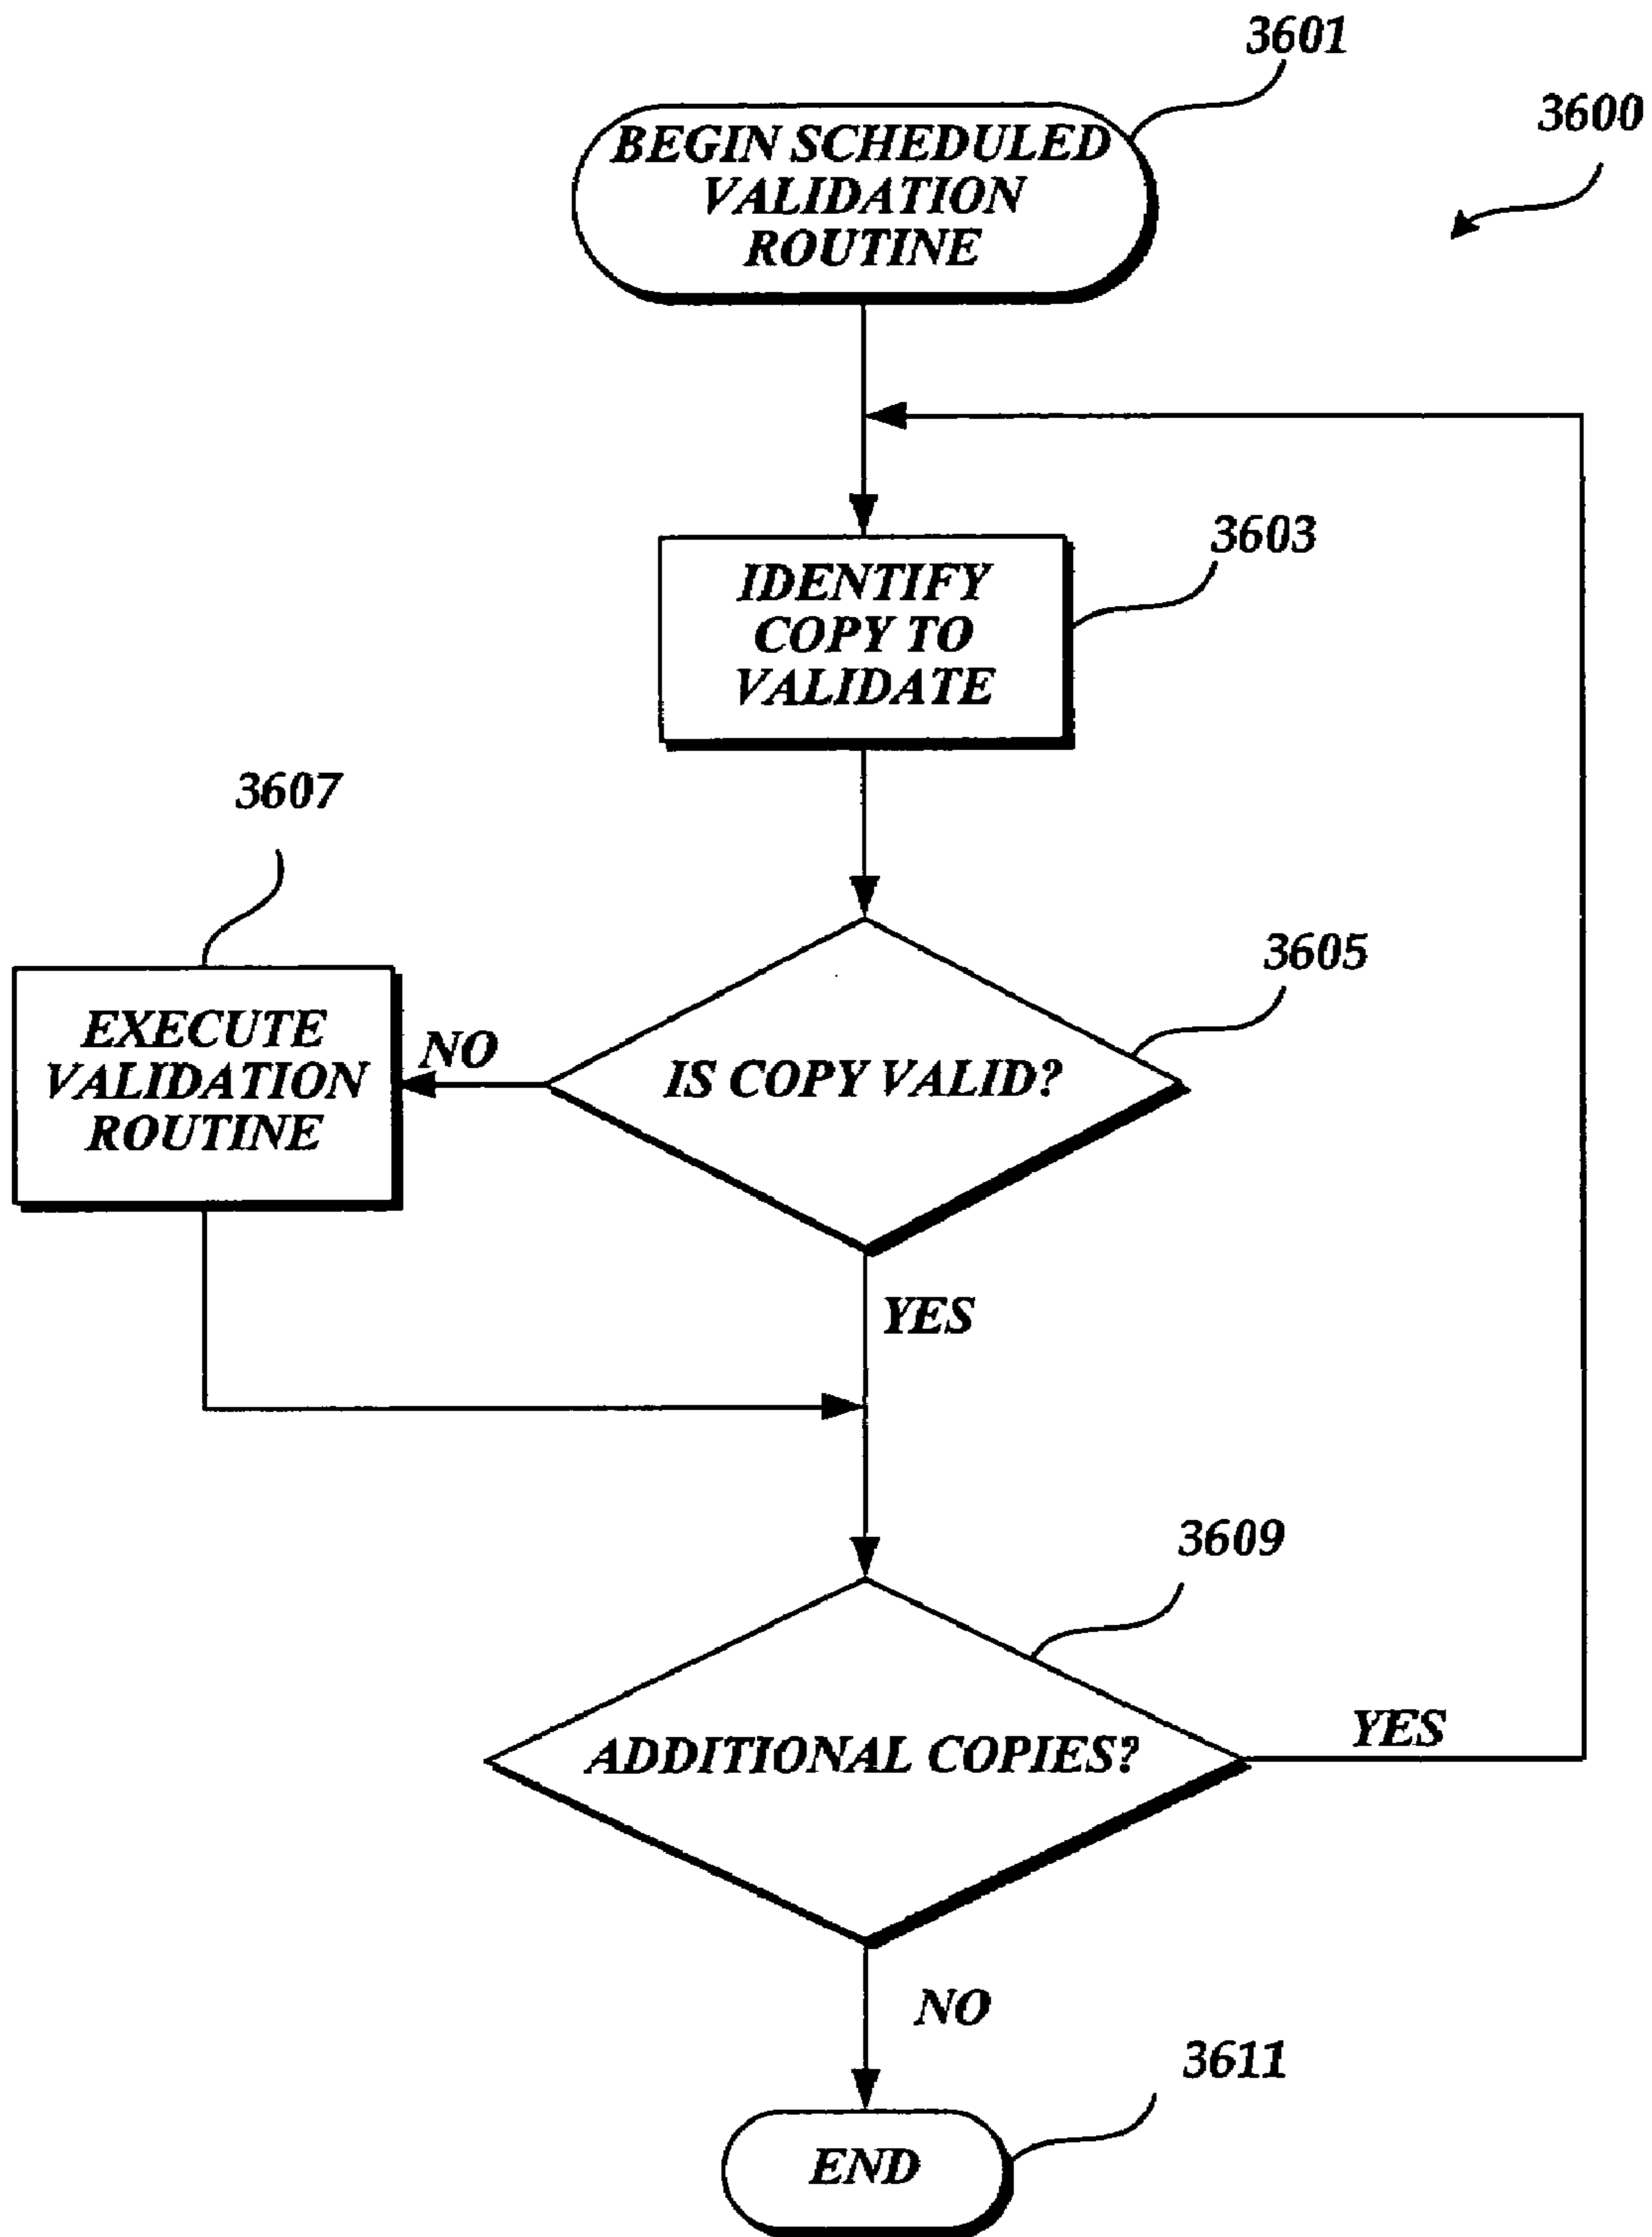 3601
3600
BEGIN SCHEDULED
VALIDATION
ROUTINE
3603
IDENTIFY
COPY TO
VALIDATE
3607
3605
EXECUTE
VALIDATION
ROUTINE
NO
IS COPY VALID?
YES
3609
ADDITIONAL COPIES?
YES
NO
3611
END